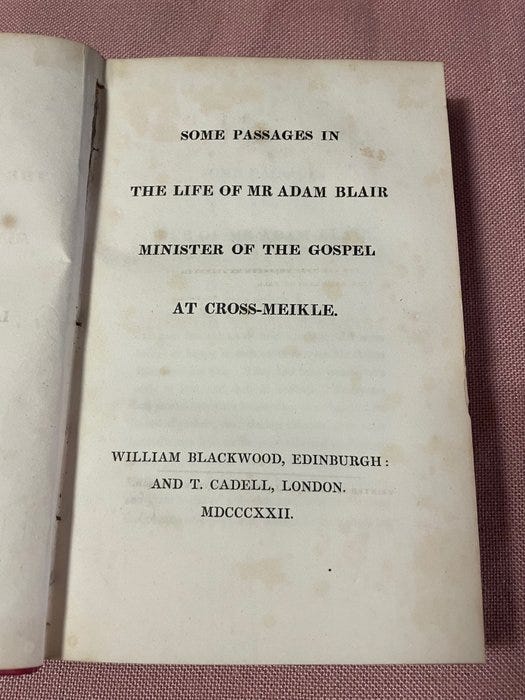 SOME PASSAGES IN
THE LIFE OF MR ADAM BLAIR
MINISTER OF THE GOSPEL
AT CROSS-MEIKLE.
WILLIAM BLACKWOOD, EDINBURGH:
AND T. CADELL, LONDON.
MDCCCXXII.